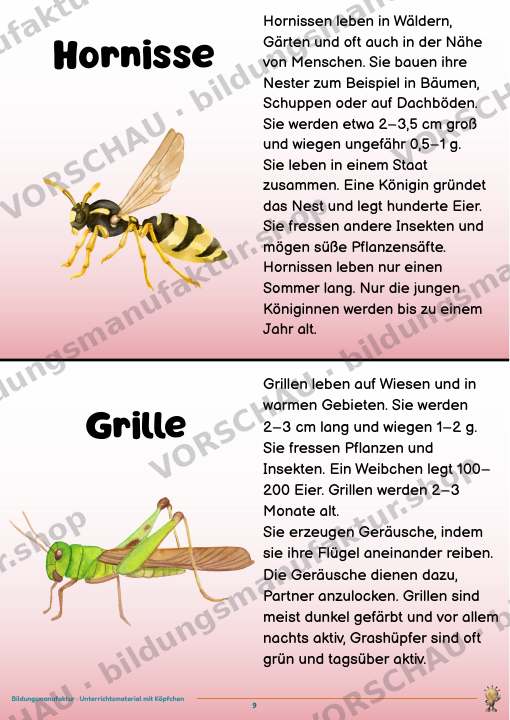 Hornisse
Hornissen leben in Wäldern,
Gärten und oft auch in der Nähe
von Menschen. Sie bauen ihre
Nester zum Beispiel in Bäumen,
Schuppen oder auf Dachböden.
Sie werden etwa 2–3,5 cm groß
und wiegen ungefähr 0,5–1 g.
Sie leben in einem Staat
zusammen. Eine Königin gründet
das Nest und legt hunderte Eier.
Sie fressen andere Insekten und
mögen süße Pflanzensäfte.
Hornissen leben nur einen
Sommer lang. Nur die jungen
Königinnen werden bis zu einem
Jahr alt.
Grille
Grillen leben auf Wiesen und in
warmen Gebieten. Sie werden
2–3 cm lang und wiegen 1–2 g.
Sie fressen Pflanzen und
Insekten. Ein Weibchen legt 100–
200 Eier. Grillen werden 2–3
Monate alt.
Sie erzeugen Geräusche, indem
sie ihre Flügel aneinander reiben.
Die Geräusche dienen dazu,
Partner anzulocken. Grillen sind
meist dunkel gefärbt und vor allem
nachts aktiv, Grashüpfer sind oft
grün und tagsüber aktiv.
Bildungsmanufaktur · Unterrichtsmaterial mit Köpfchen
9
VORSCHAU · bildungsmanufaktur.shop